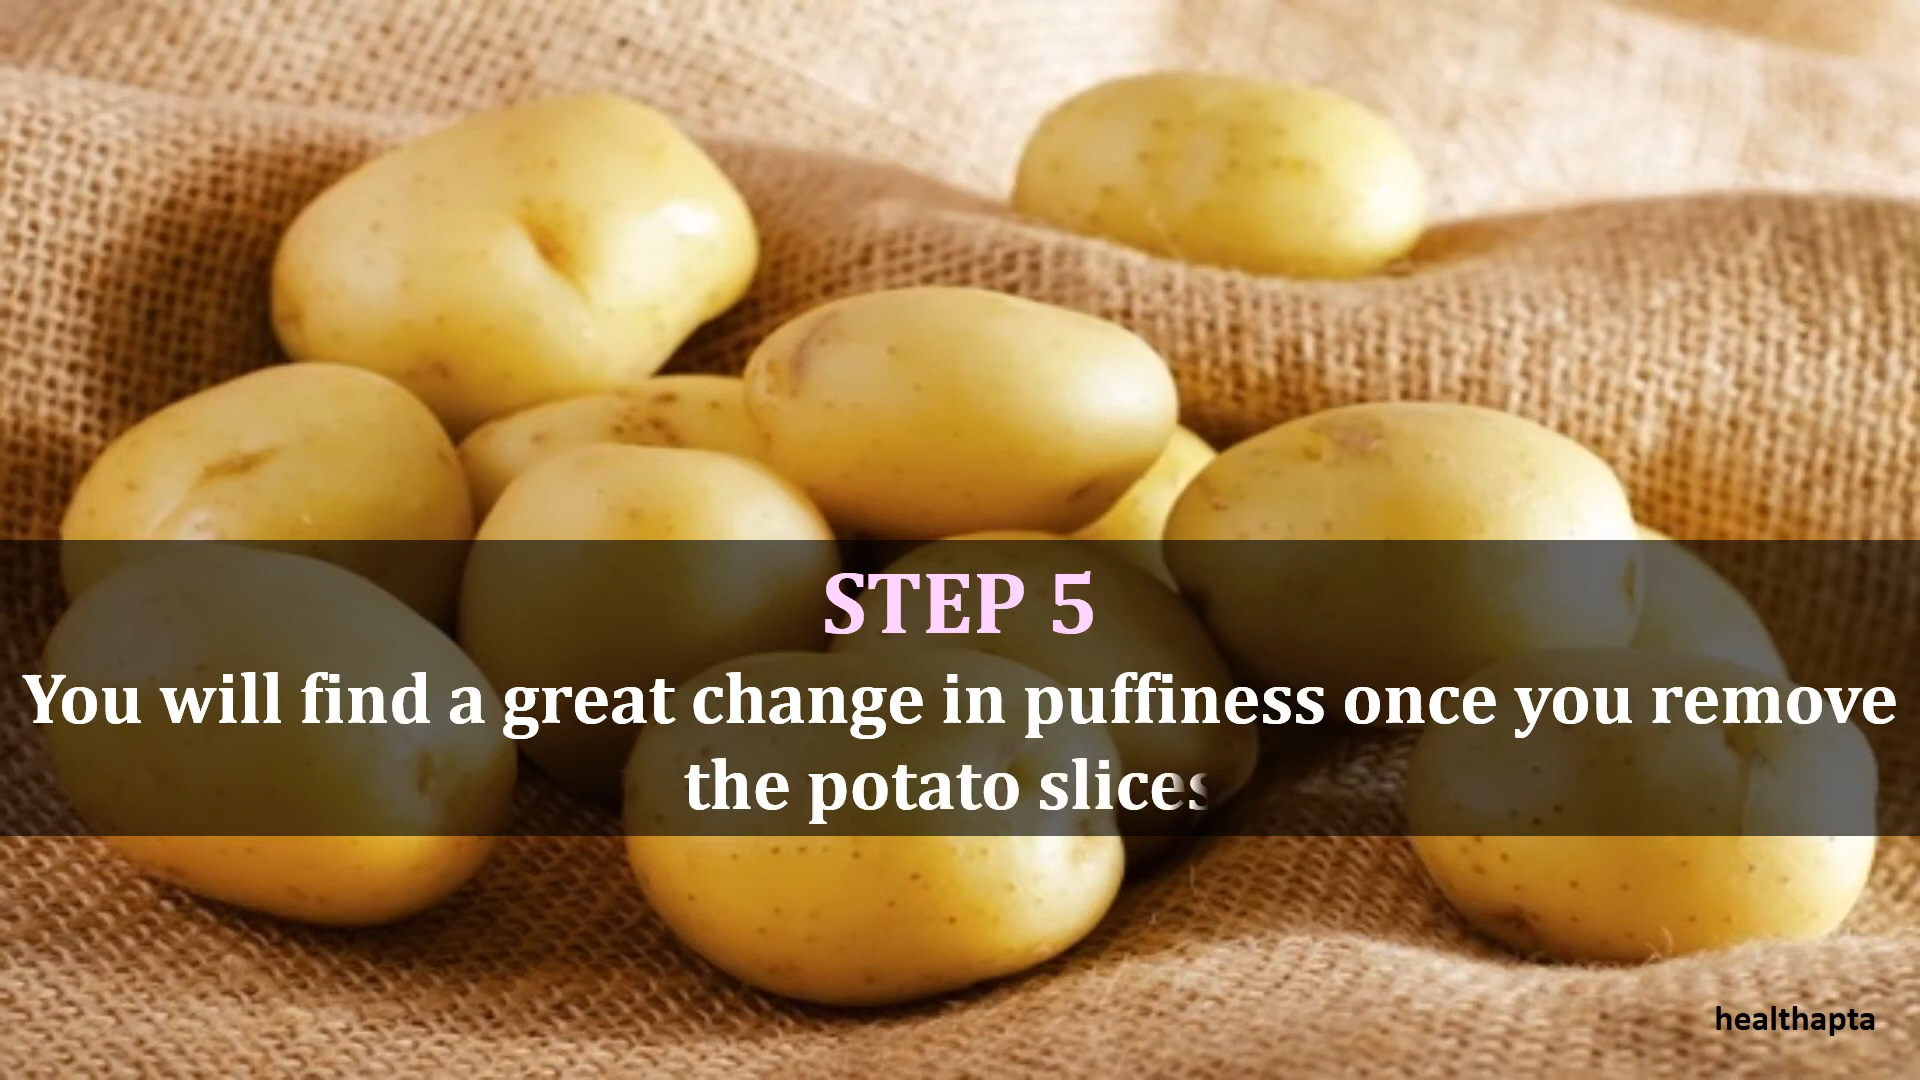 STEP 5
You will find a great change in puffiness once you remove
the potato slices
healthapta